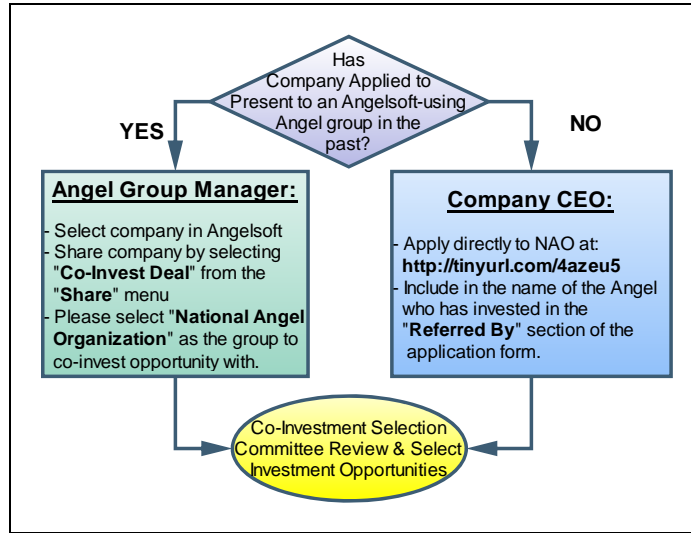 Has
Company Applied to
Present to an Angelsoft-using
Angel group in the
past?
YES
NO
Angel Group Manager:
- Select company in Angelsoft
- Share company by selecting
"Co-Invest Deal" from the
"Share" menu
- Please select "National Angel
Organization" as the group to
co-invest opportunity with.
Company CEO:
- Apply directly to NAO at:
http://tinyurl.com/4azeu5
- Include in the name of the Angel
who has invested in the
"Referred By" section of the
application form.
Co-Investment Selection
Committee Review & Select
Investment Opportunities